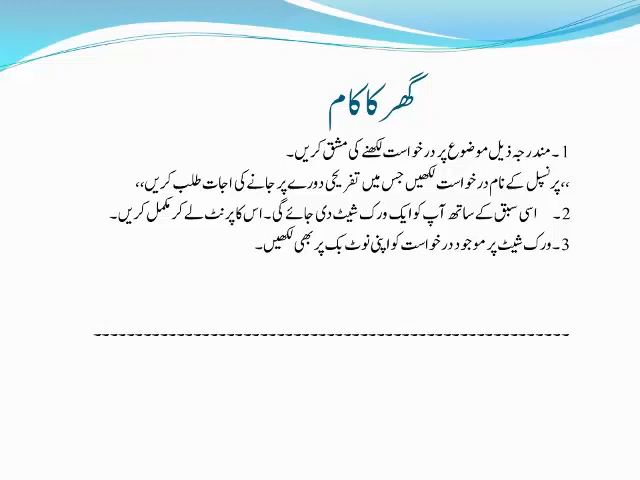 گھر کا کام
1۔ مندرجہ ذیل موضوع پر درخواست لکھنے کی مشق کریں۔
،،پرنسپل کے نام درخواست لکھیں جس میں تفریحی دورے پر جانے کی اجات طلب کریں،،
2۔ اسی سبق کے ساتھ آپ کو ایک ورک شیٹ دی جائے گی۔ اس کا پرنٹ لے کر مکمل کریں۔
3۔ ورک شیٹ پر موجود درخواست کو اپنی نوٹ بک پر بھی لکھیں۔
۔۔۔۔۔۔۔۔۔۔۔۔۔۔۔۔۔۔۔۔۔۔۔۔۔۔۔۔۔۔۔۔۔۔۔۔۔۔۔۔۔۔۔۔۔۔۔۔۔۔۔۔۔۔۔۔۔